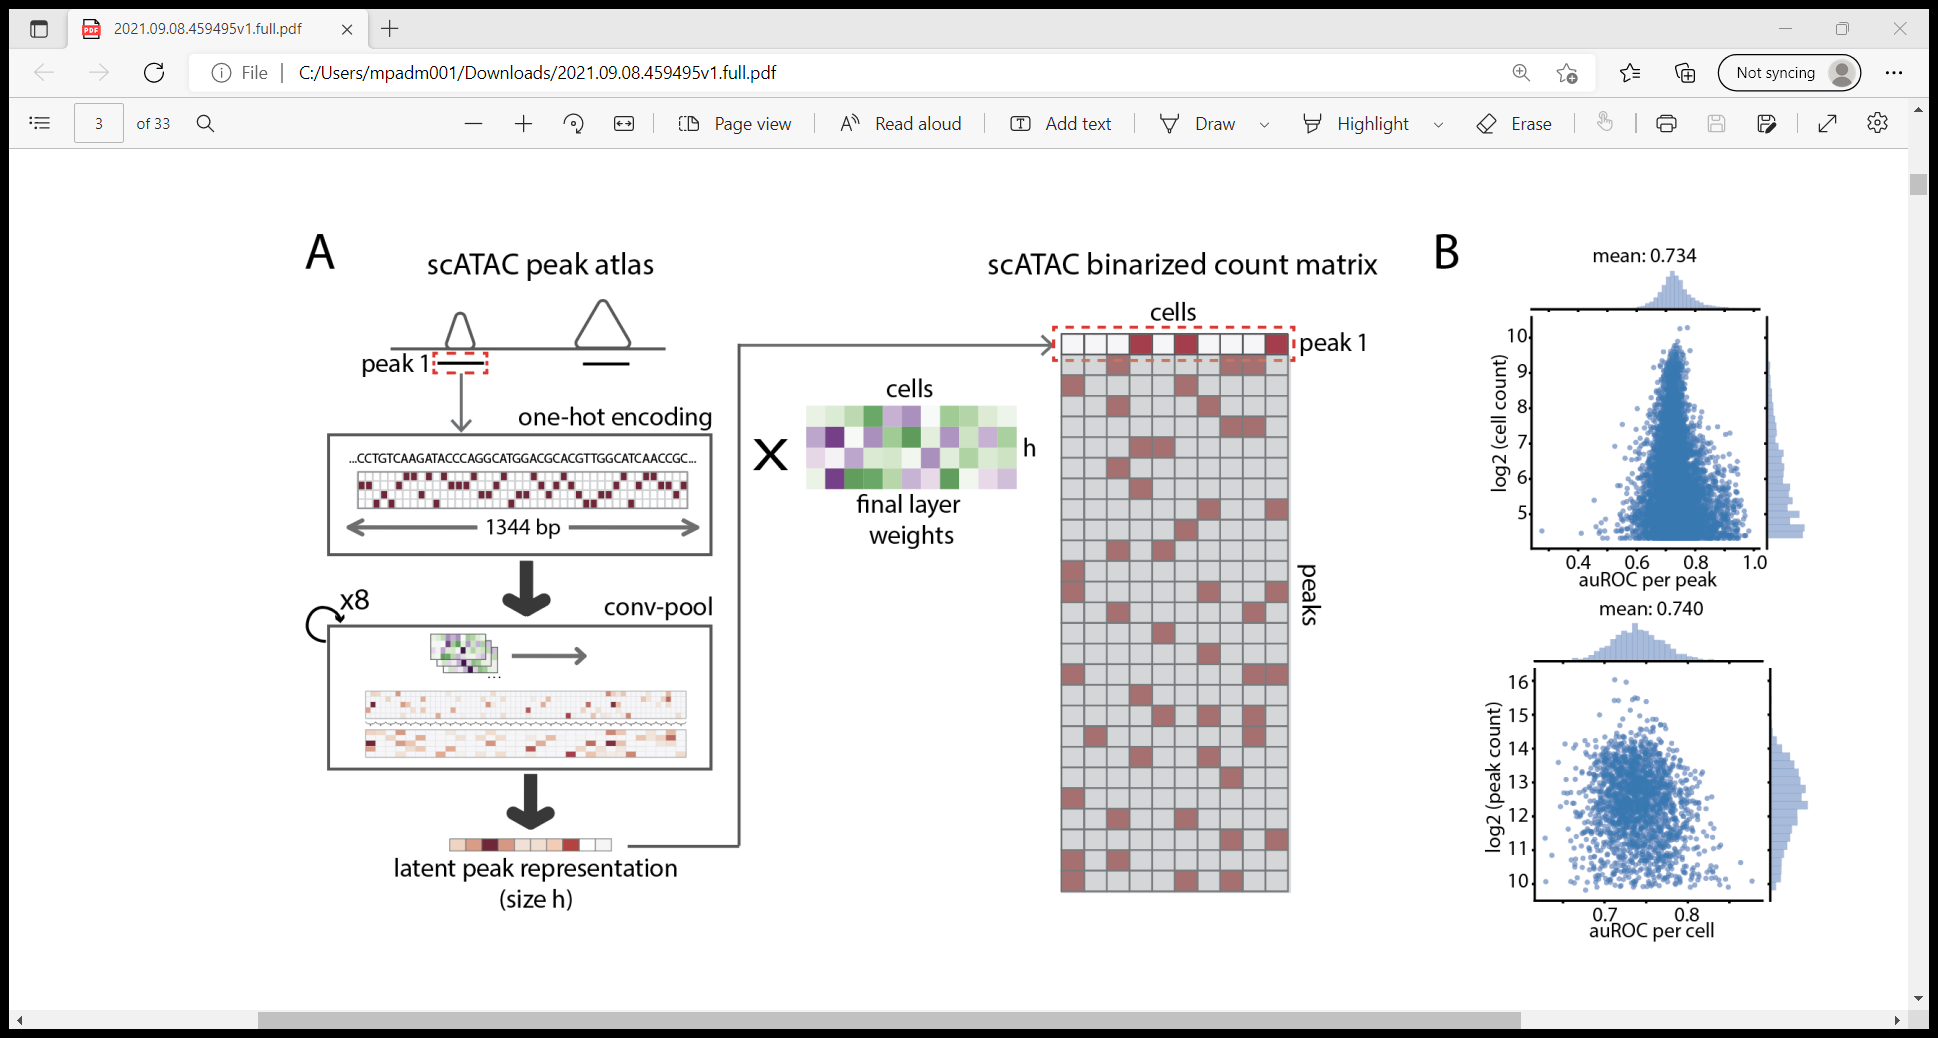 2021.09.08.459495v1.full.pdf
File
C:/Users/mpadm001/Downloads/2021.09.08.459495v1.full.pdf
Not syncing
3 of 33
Page view
Read aloud
Add text
Draw
Highlight
Erase
A
scATAC peak atlas
peak 1
one-hot encoding
...CCTGTCAAGATACCCAGGCATGGACGCACGTTGGCATCAACCGC...
1344 bp
x8
conv-pool
...
latent peak representation
(size h)
X
cells
h
final layer
weights
scATAC binarized count matrix
cells
peak 1
peaks
B
mean: 0.734
log2 (cell count)
10
9
8
7
6
5
0.4 0.6 0.8 1.0
auROC per peak
mean: 0.740
log2 (peak count)
16
15
14
13
12
11
10
0.7 0.8
auROC per cell